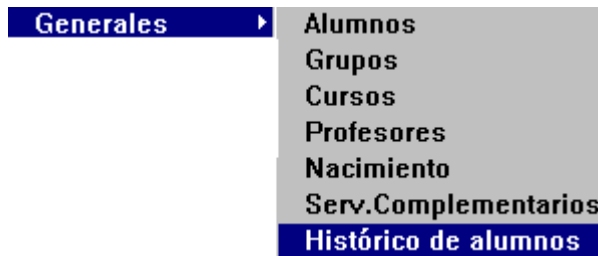 Generales
Alumnos
Grupos
Cursos
Profesores
Nacimiento
Serv.Complementarios
Histórico de alumnos